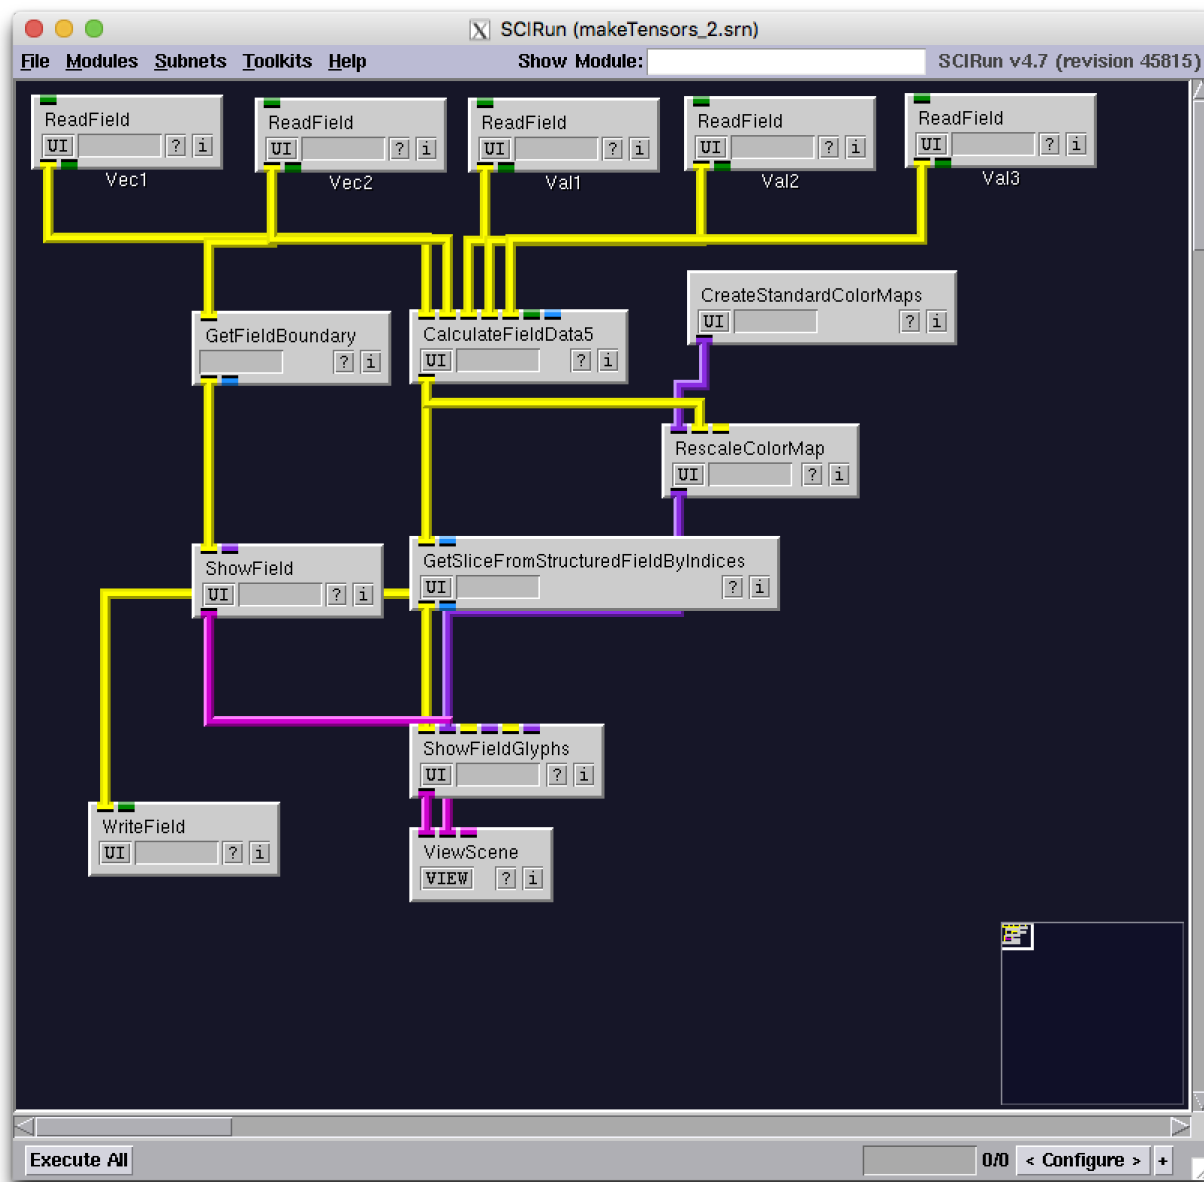 X SCIRun (makeTensors_2.srn)
File Modules Subnets Toolkits Help Show Module: SCIRun v4.7 (revision 45815)
ReadField ReadField ReadField ReadField ReadField
UI ? i UI ? i UI ? i UI ? i UI ? i
Vec1 Vec2 Val1 Val2 Val3
CreateStandardColorMaps
UI ? i
GetFieldBoundary CalculateFieldData5
? i UI ? i
RescaleColorMap
UI ? i
ShowField GetSliceFromStructuredFieldByIndices
UI ? i UI ? i
ShowFieldGlyphs
UI ? i
WriteField
UI ? i
ViewScene
VIEW ? i
Execute All 0/0 < Configure > +